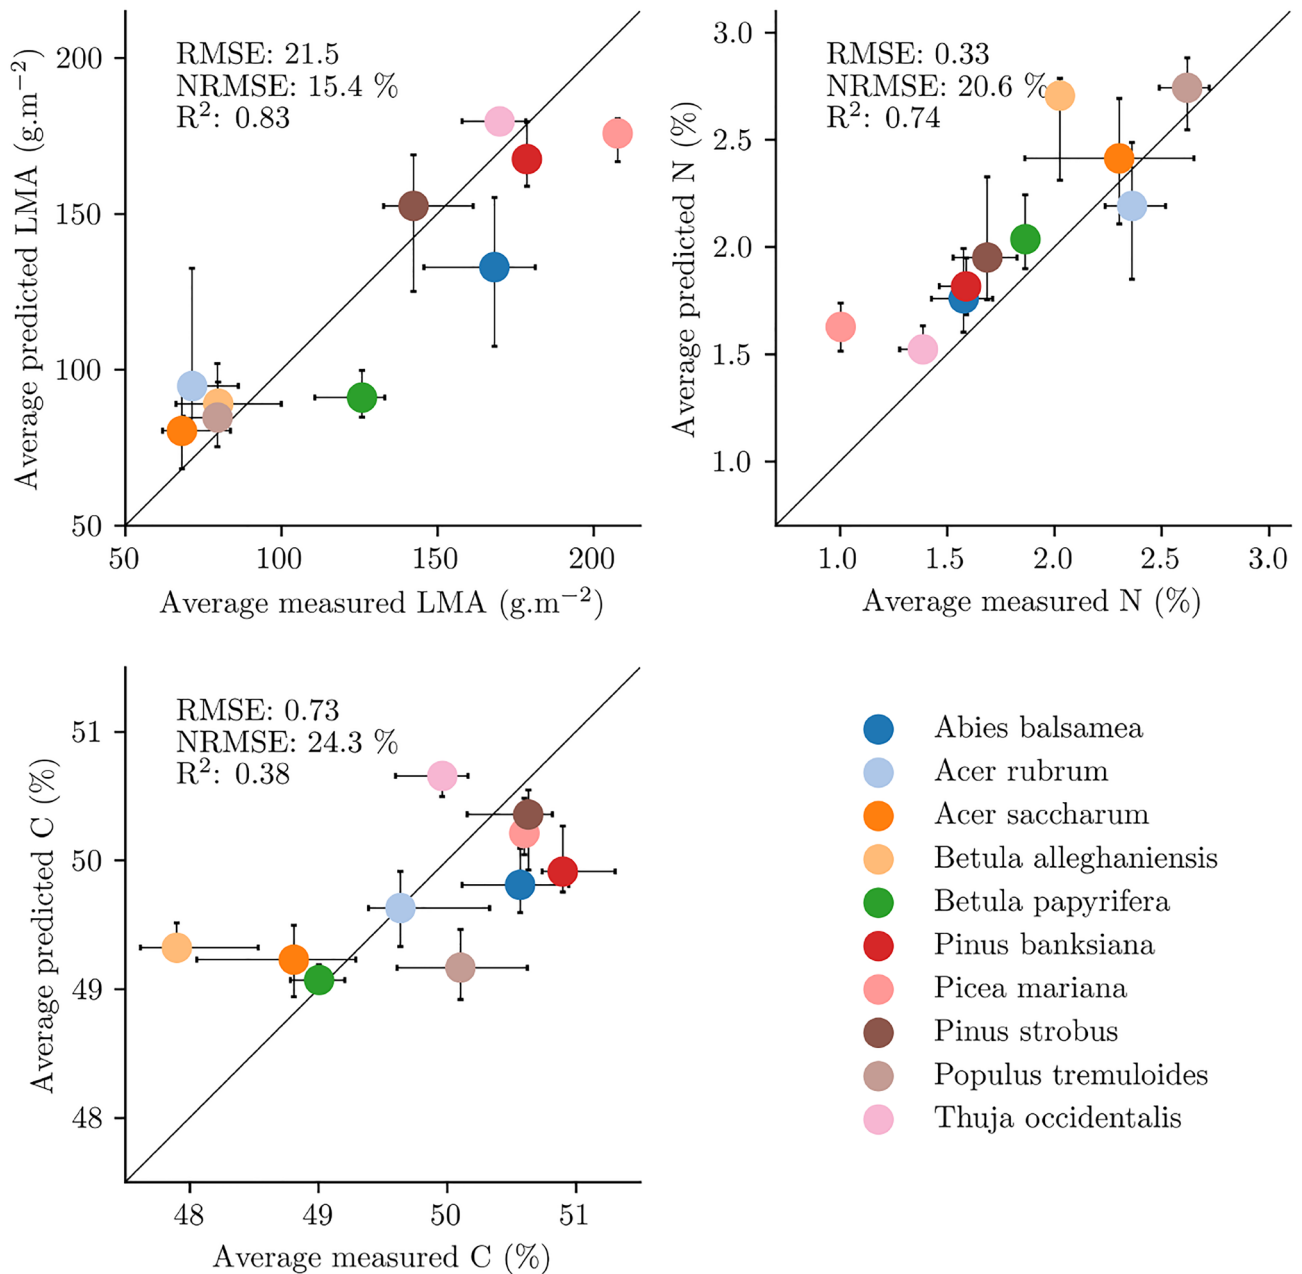 RMSE: 21.5
NRMSE: 15.4 %
R²: 0.83
Average predicted LMA (g.m⁻²)
200
150
100
50
50 100 150 200
Average measured LMA (g.m⁻²)
RMSE: 0.33
NRMSE: 20.6 %
R²: 0.74
Average predicted N (%)
3.0
2.5
2.0
1.5
1.0
1.0 1.5 2.0 2.5 3.0
Average measured N (%)
RMSE: 0.73
NRMSE: 24.3 %
R²: 0.38
Average predicted C (%)
51
50
49
48
48 49 50 51
Average measured C (%)
Abies balsamea
Acer rubrum
Acer saccharum
Betula alleghaniensis
Betula papyrifera
Pinus banksiana
Picea mariana
Pinus strobus
Populus tremuloides
Thuja occidentalis